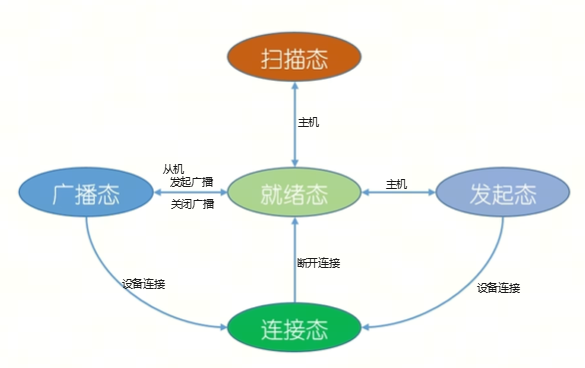 扫描态
主机
从机
发起广播
广播态
就绪态
主机
发起态
关闭广播
断开连接
设备连接
设备连接
连接态